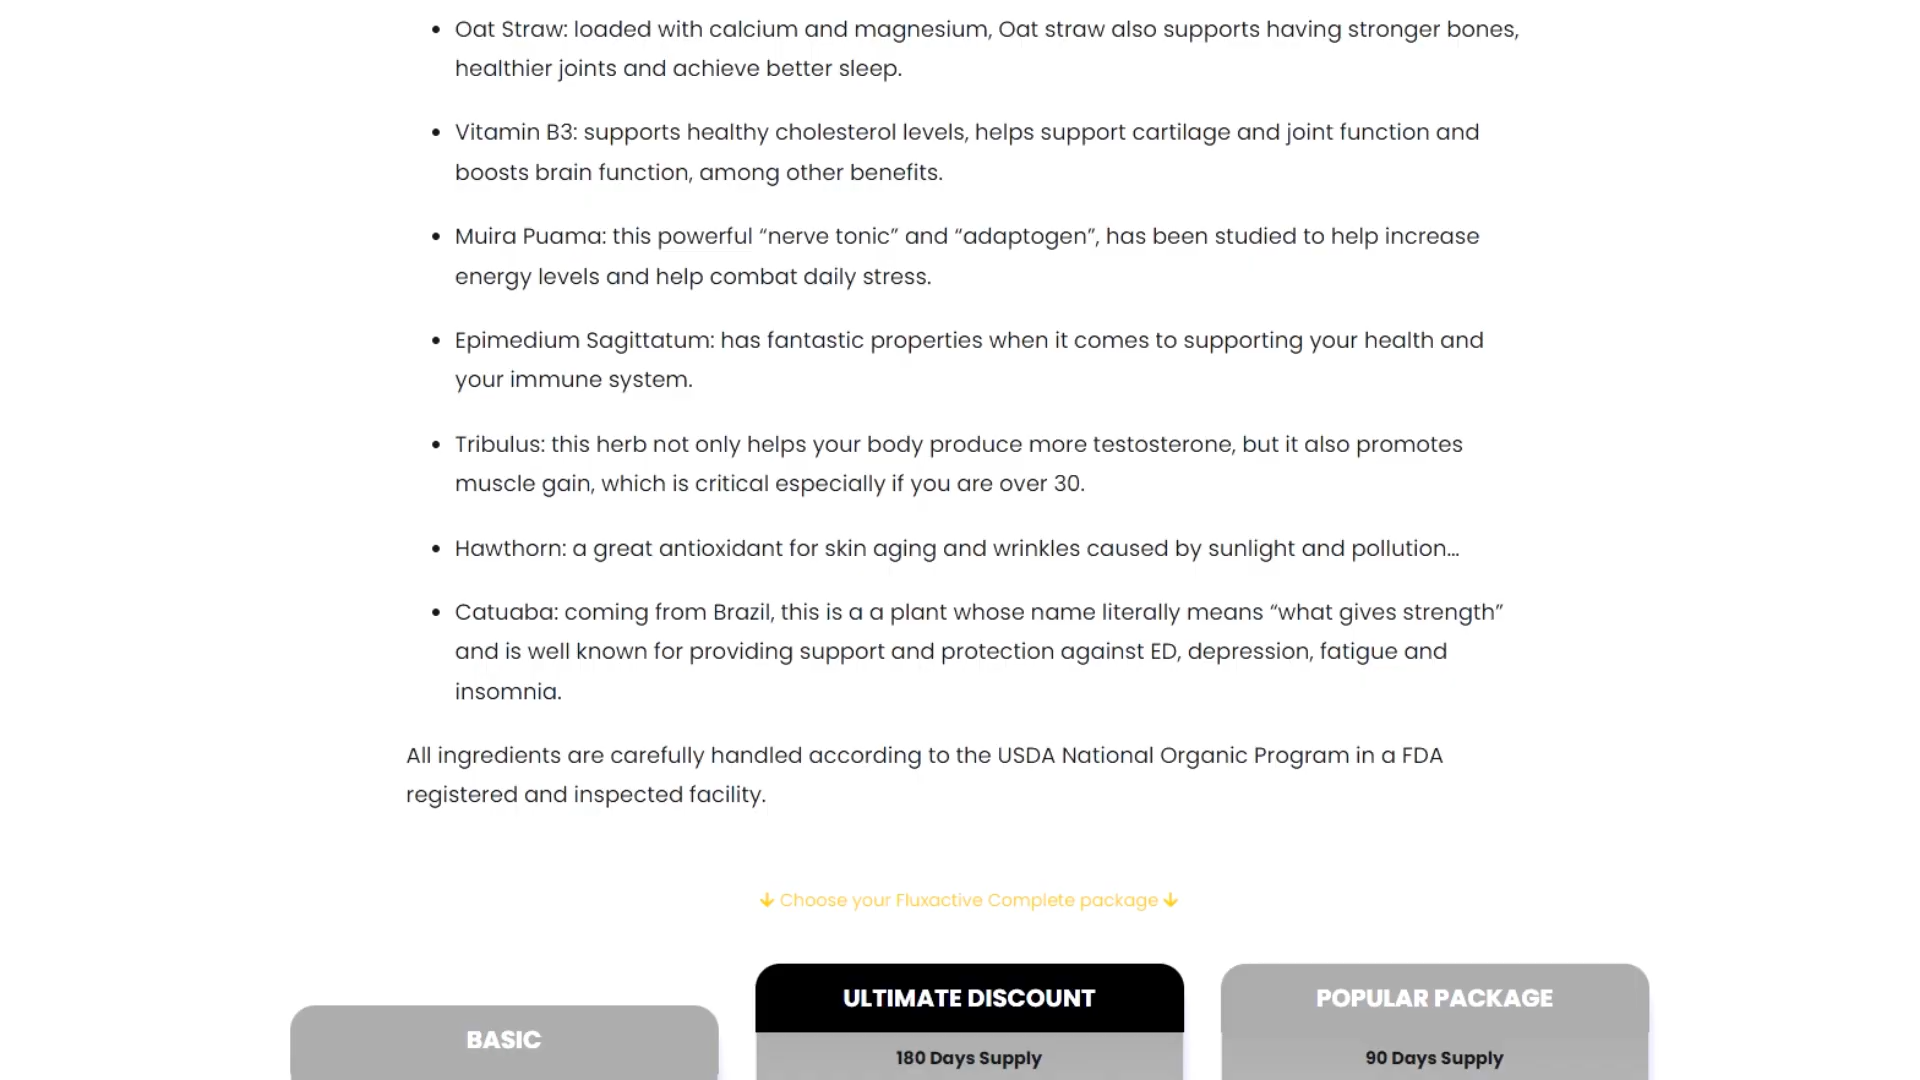 • Oat Straw: loaded with calcium and magnesium, Oat straw also supports having stronger bones,
healthier joints and achieve better sleep.
• Vitamin B3: supports healthy cholesterol levels, helps support cartilage and joint function and
boosts brain function, among other benefits.
• Muira Puama: this powerful “nerve tonic” and “adaptogen”, has been studied to help increase
energy levels and help combat daily stress.
• Epimedium Sagittatum: has fantastic properties when it comes to supporting your health and
your immune system.
• Tribulus: this herb not only helps your body produce more testosterone, but it also promotes
muscle gain, which is critical especially if you are over 30.
• Hawthorn: a great antioxidant for skin aging and wrinkles caused by sunlight and pollution...
• Catuaba: coming from Brazil, this is a a plant whose name literally means “what gives strength”
and is well known for providing support and protection against ED, depression, fatigue and
insomnia.
All ingredients are carefully handled according to the USDA National Organic Program in a FDA
registered and inspected facility.
↓ Choose your Fluxactive Complete package ↓
BASIC
ULTIMATE DISCOUNT
180 Days Supply
POPULAR PACKAGE
90 Days Supply